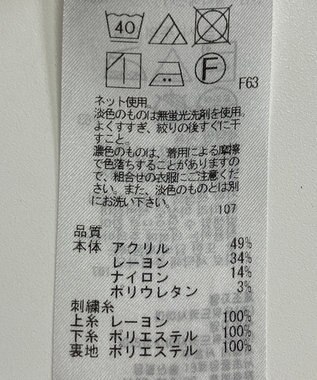 40
F
F63
ネット使用。
淡色のものは無蛍光洗剤を使用。
よくすすぎ、絞りの後すぐに干
すこと。
濃色のものは、着用による摩擦
で色落ちすることがありますの
で、組合せの衣服にご注意くだ
さい。また、淡色のものとは別
にお洗い下さい。
107
品質
本体 アクリル 49%
レーヨン 34%
ナイロン 14%
ポリウレタン 3%
刺繍糸
上糸 レーヨン 100%
下糸 ポリエステル 100%
裏地 ポリエステル 100%